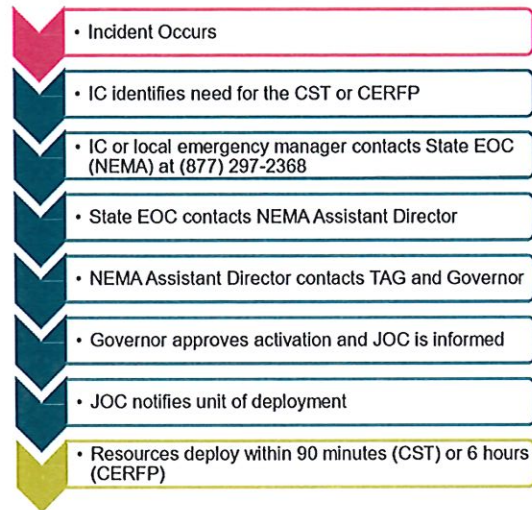 • Incident Occurs
• IC identifies need for the CST or CERFP
• IC or local emergency manager contacts State EOC
(NEMA) at (877) 297-2368
• State EOC contacts NEMA Assistant Director
• NEMA Assistant Director contacts TAG and Governor
• Governor approves activation and JOC is informed
• JOC notifies unit of deployment
• Resources deploy within 90 minutes (CST) or 6 hours
(CERFP)